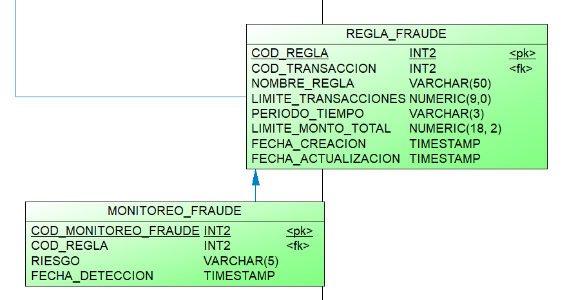 REGLA_FRAUDE
COD_REGLA INT2 <pk>
COD_TRANSACCION INT2 <fk>
NOMBRE_REGLA VARCHAR(50)
LIMITE_TRANSACCIONES NUMERIC(9,0)
PERIODO_TIEMPO VARCHAR(3)
LIMITE_MONTO_TOTAL NUMERIC(18, 2)
FECHA_CREACION TIMESTAMP
FECHA_ACTUALIZACION TIMESTAMP
MONITOREO_FRAUDE
COD_MONITOREO_FRAUDE INT2 <pk>
COD_REGLA INT2 <fk>
RIESGO VARCHAR(5)
FECHA_DETECCION TIMESTAMP